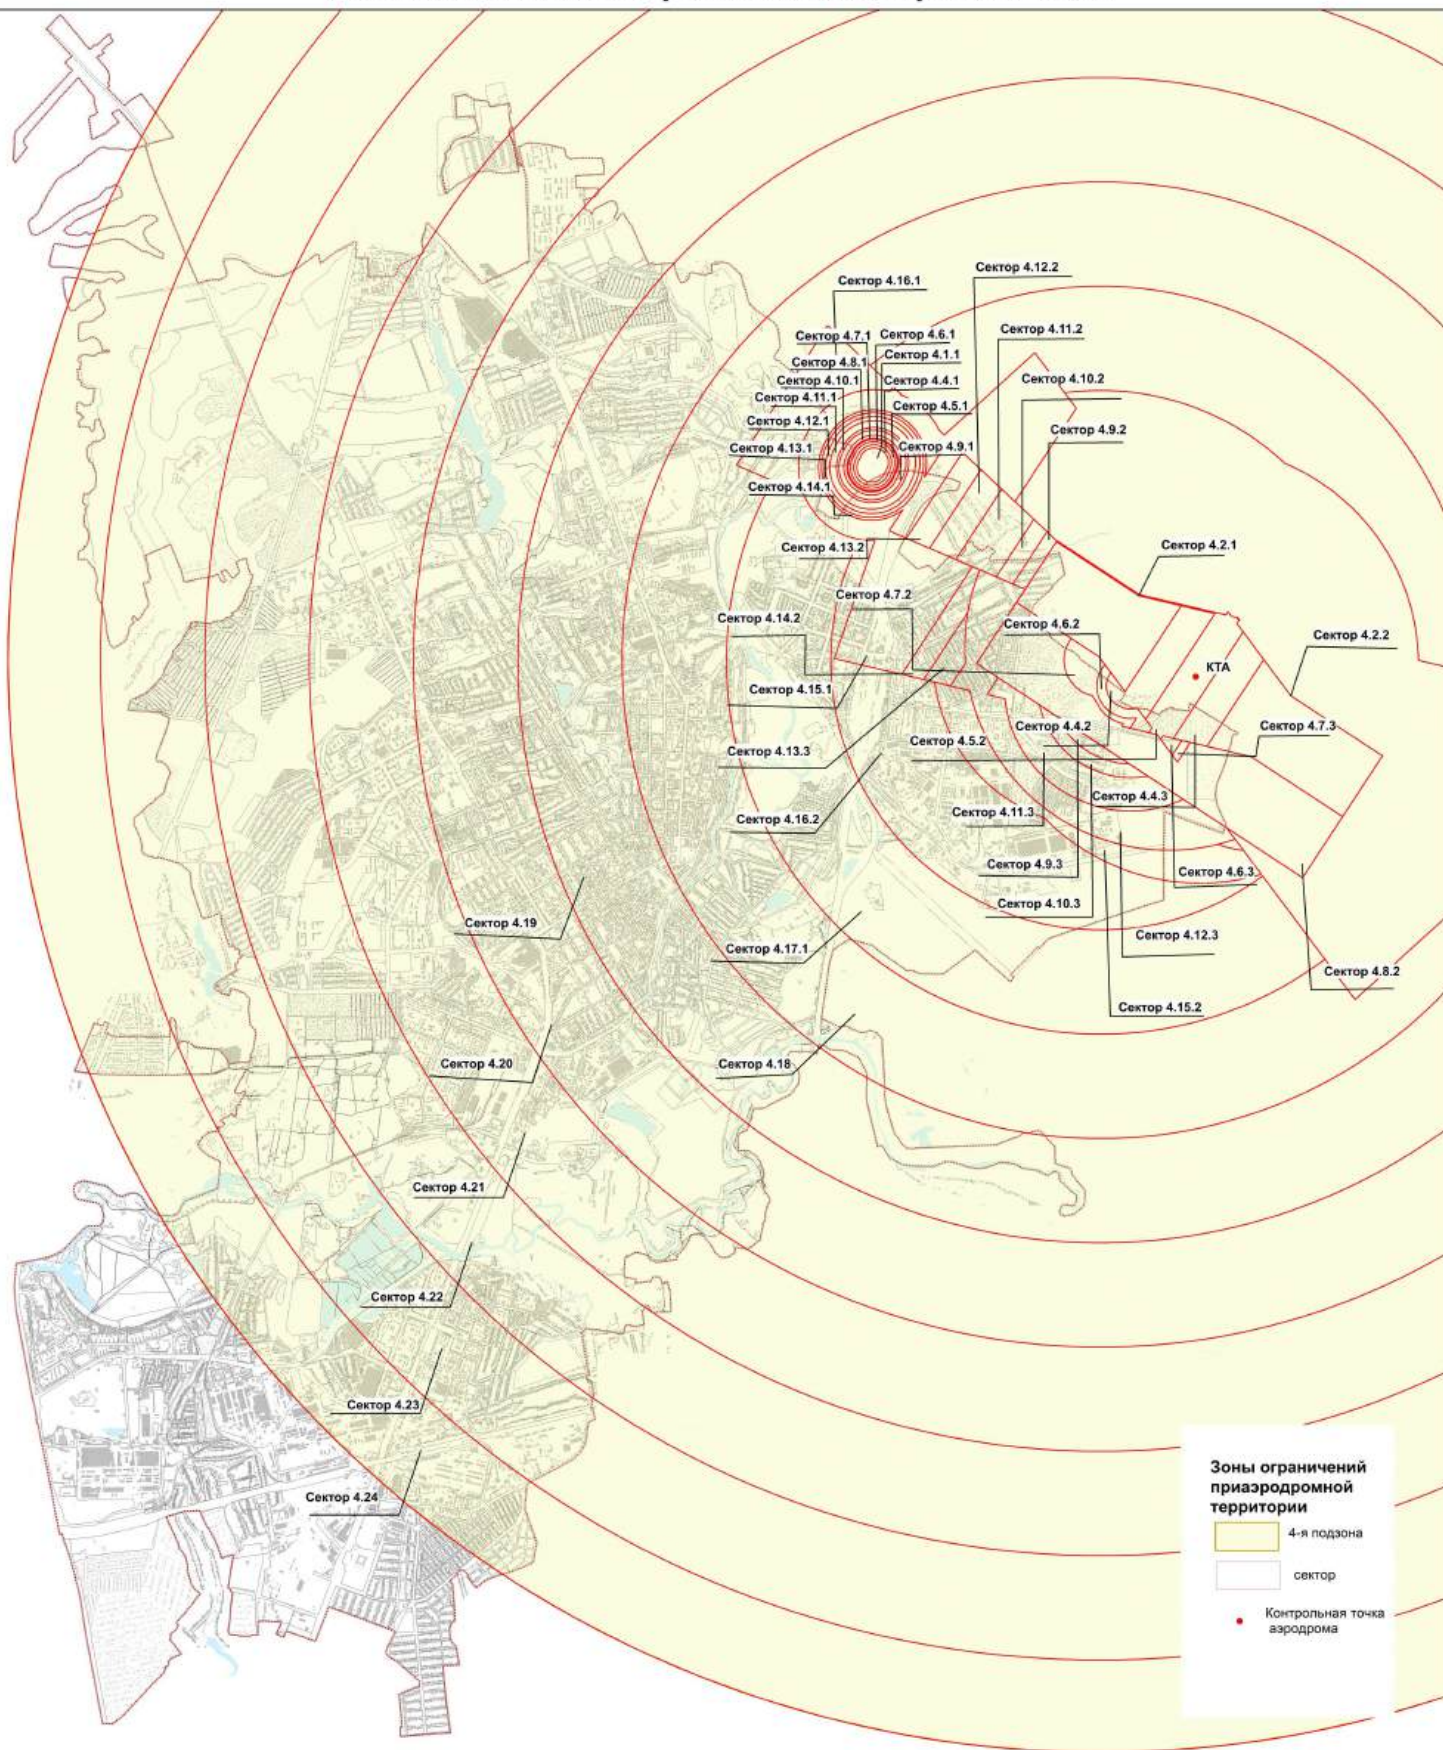 Сектор 4.12.2
Сектор 4.16.1
Сектор 4.11.2
Сектор 4.7.1
Сектор 4.6.1
Сектор 4.1.1
Сектор 4.8.1
Сектор 4.10.1
Сектор 4.4.1
Сектор 4.10.2
Сектор 4.11.1
Сектор 4.5.1
Сектор 4.12.1
Сектор 4.9.2
Сектор 4.13.1
Сектор 4.9.1
Сектор 4.14.1
Сектор 4.13.2
Сектор 4.2.1
Сектор 4.7.2
Сектор 4.14.2
Сектор 4.6.2
Сектор 4.2.2
КТА
Сектор 4.15.1
Сектор 4.4.2
Сектор 4.7.3
Сектор 4.5.2
Сектор 4.13.3
Сектор 4.4.3
Сектор 4.11.3
Сектор 4.16.2
Сектор 4.9.3
Сектор 4.6.3
Сектор 4.10.3
Сектор 4.19
Сектор 4.12.3
Сектор 4.17.1
Сектор 4.8.2
Сектор 4.15.2
Сектор 4.20
Сектор 4.18
Сектор 4.21
Сектор 4.22
Сектор 4.23
Сектор 4.24
Зоны ограничений
приаэродромной
территории
4-я подзона
сектор
Контрольная точка
аэродрома